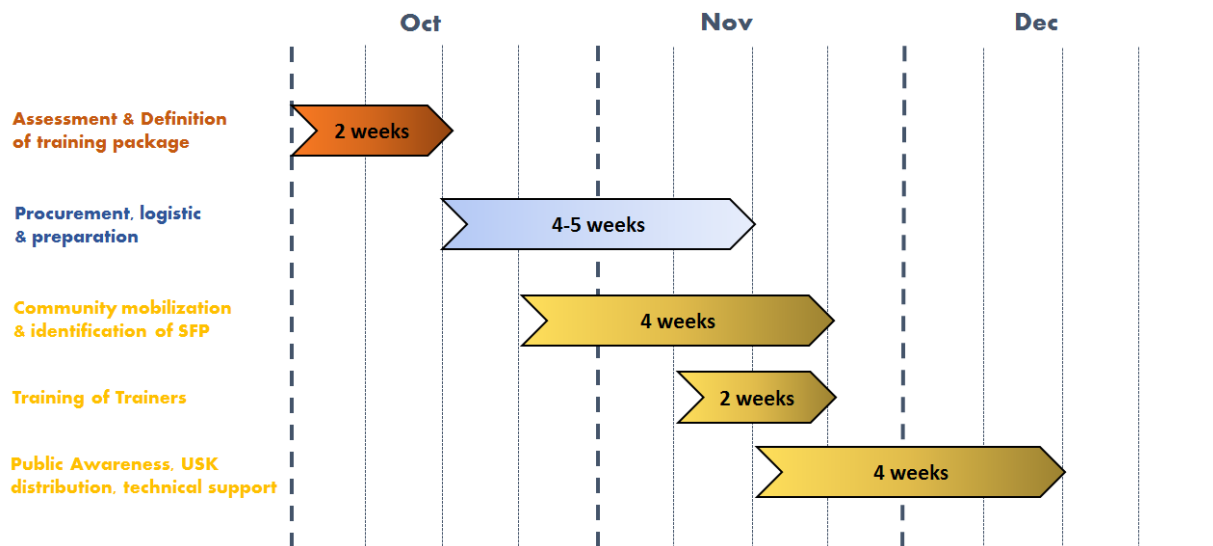 Oct Nov Dec
Assessment & Definition
of training package
2 weeks
Procurement, logistic
& preparation
4-5 weeks
Community mobilization
& identification of SFP
4 weeks
Training of Trainers
2 weeks
Public Awareness, USK
distribution, technical support
4 weeks